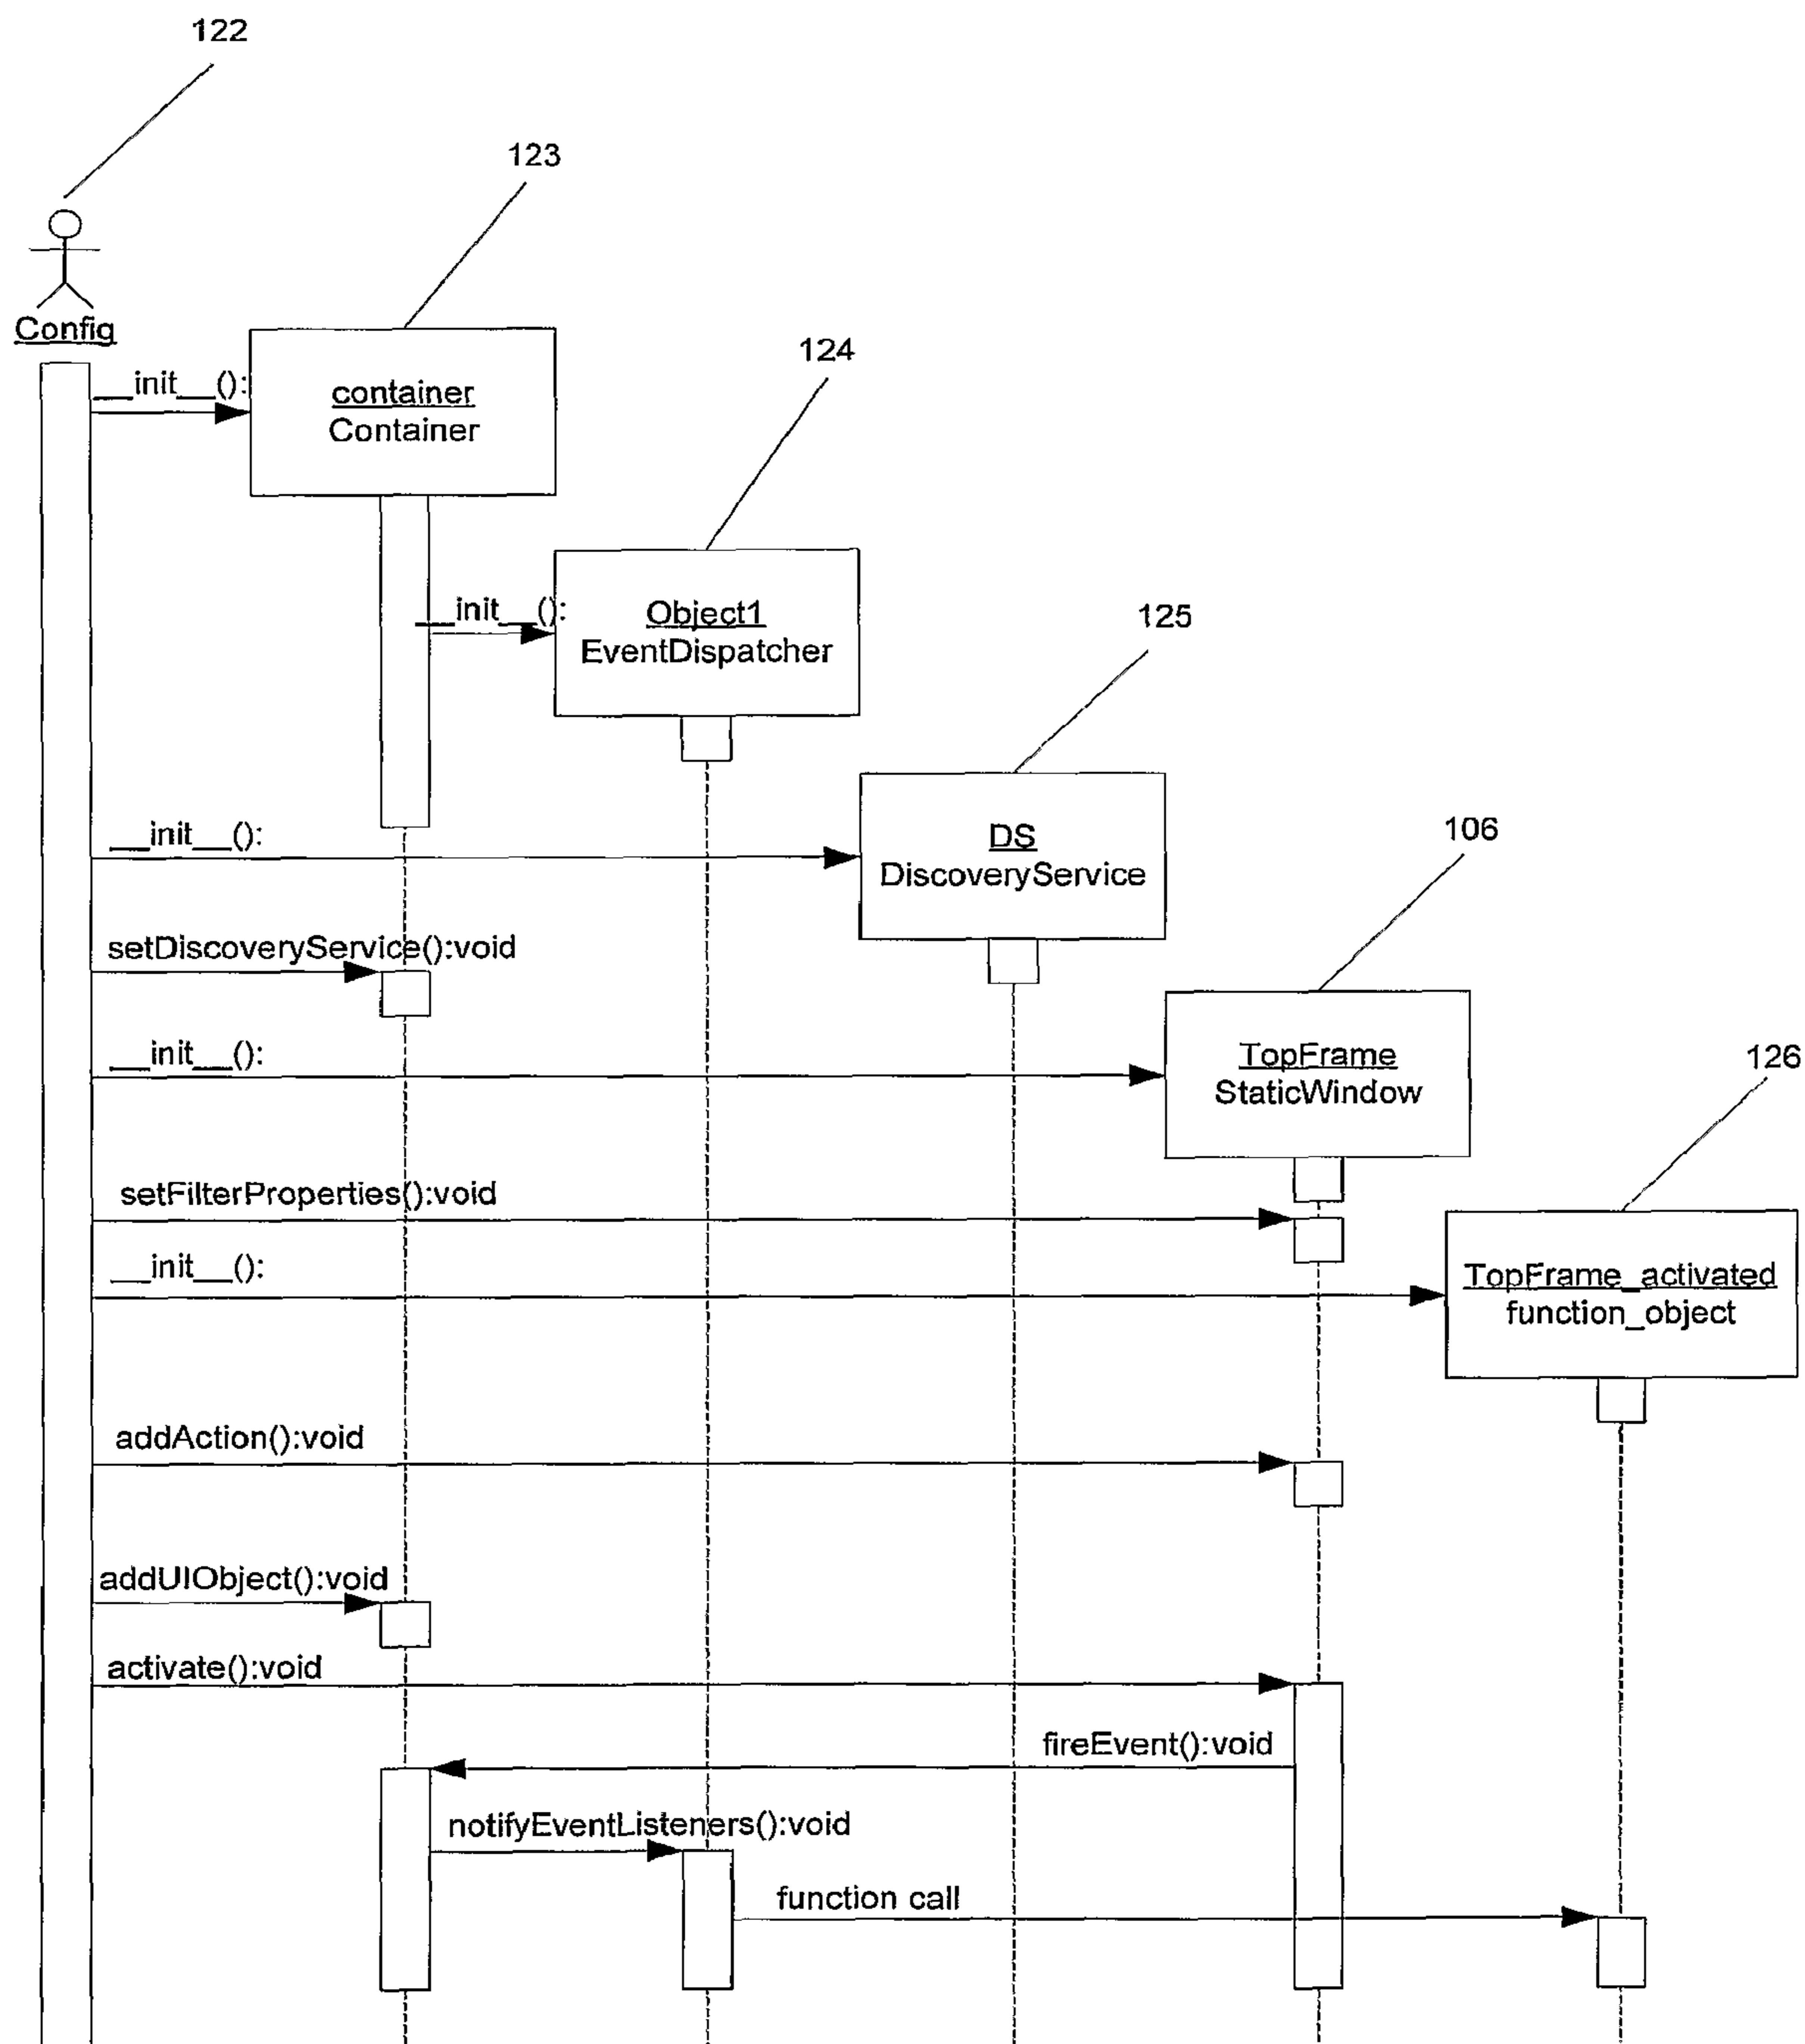 122
123
Config
__init__():
container
Container
124
__init__():
Object1
EventDispatcher
125
__init__():
DS
DiscoveryService
106
setDiscoveryService():void
__init__():
TopFrame
StaticWindow
126
setFilterProperties():void
__init__():
TopFrame_activated
function_object
addAction():void
addUIObject():void
activate():void
fireEvent():void
notifyEventListeners():void
function call